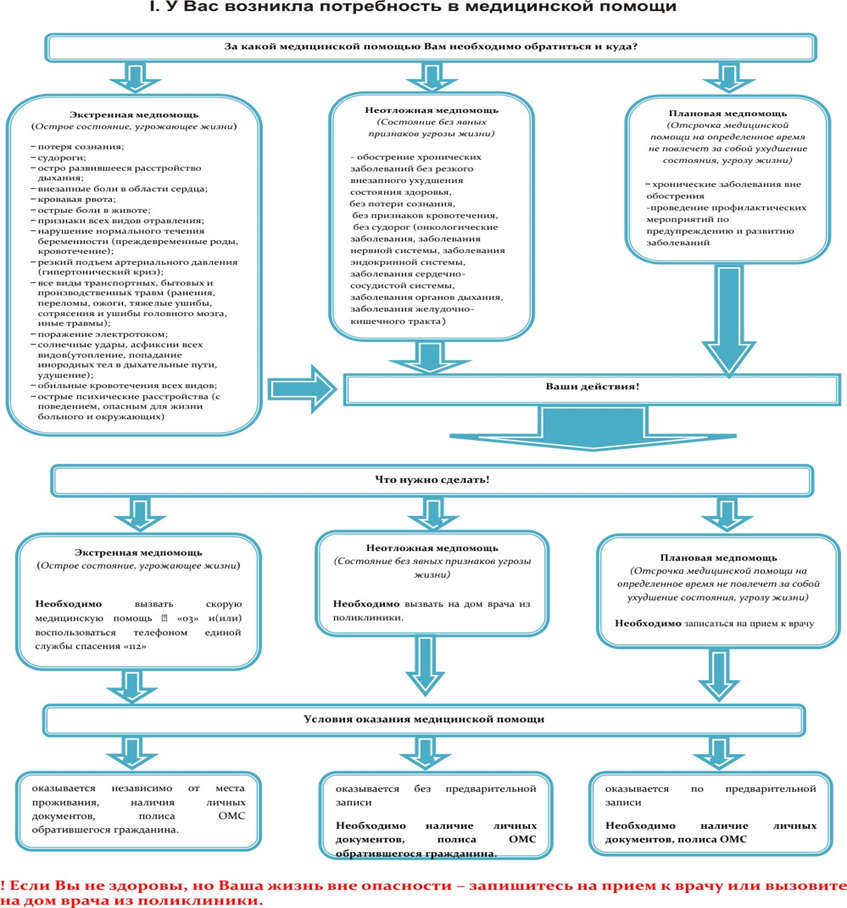 I. У Вас возникла потребность в медицинской помощи
За какой медицинской помощью Вам необходимо обратиться и куда?
Экстренная медпомощь
(Острое состояние, угрожающее жизни)
– потеря сознания;
– судороги;
– остро развившееся расстройство
дыхания;
– внезапные боли в области сердца;
– кровавая рвота;
– острые боли в животе;
– признаки всех видов отравления;
– нарушение нормального течения
беременности (преждевременные роды,
кровотечение);
– резкий подъем артериального давления
(гипертонический криз);
– все виды транспортных, бытовых и
производственных травм (ранения,
переломы, ожоги, тяжелые ушибы,
сотрясения и ушибы головного мозга,
иные травмы);
– поражение электротоком;
– солнечные удары, асфиксии всех
видов(утопление, попадание
инородных тел в дыхательные пути,
удушение);
– обильные кровотечения всех видов;
– острые психические расстройства (с
поведением, опасным для жизни
больного и окружающих)
Неотложная медпомощь
(Состояние без явных
признаков угрозы жизни)
- обострение хронических
заболеваний без резкого
внезапного ухудшения
состояния здоровья,
без потери сознания,
без признаков кровотечения,
без судорог (онкологические
заболевания, заболевания
нервной системы, заболевания
эндокринной системы,
заболевания сердечно-
сосудистой системы,
заболевания органов дыхания,
заболевания желудочно-
кишечного тракта)
Плановая медпомощь
(Отсрочка медицинской
помощи на определенное время
не повлечет за собой ухудшение
состояния, угрозу жизни)
– хронические заболевания вне
обострения
-проведение профилактических
мероприятий по
предупреждению и развитию
заболеваний
Ваши действия!
Что нужно сделать!
Экстренная медпомощь
(Острое состояние, угрожающее жизни)
Необходимо вызвать скорую
медицинскую помощь «03» и(или)
воспользоваться телефоном единой
службы спасения «112»
Неотложная медпомощь
(Состояние без явных признаков угрозы
жизни)
Необходимо вызвать на дом врача из
поликлиники.
Плановая медпомощь
(Отсрочка медицинской помощи на
определенное время не повлечет за собой
ухудшение состояния, угрозу жизни)
Необходимо записаться на прием к врачу
Условия оказания медицинской помощи
оказывается независимо от места
проживания, наличия личных
документов, полиса ОМС
обратившегося гражданина.
оказывается без предварительной
записи
Необходимо наличие личных
документов, полиса ОМС
обратившегося гражданина.
оказывается по предварительной
записи
Необходимо наличие личных
документов, полиса ОМС
! Если Вы не здоровы, но Ваша жизнь вне опасности – запишитесь на прием к врачу или вызовите
на дом врача из поликлиники.